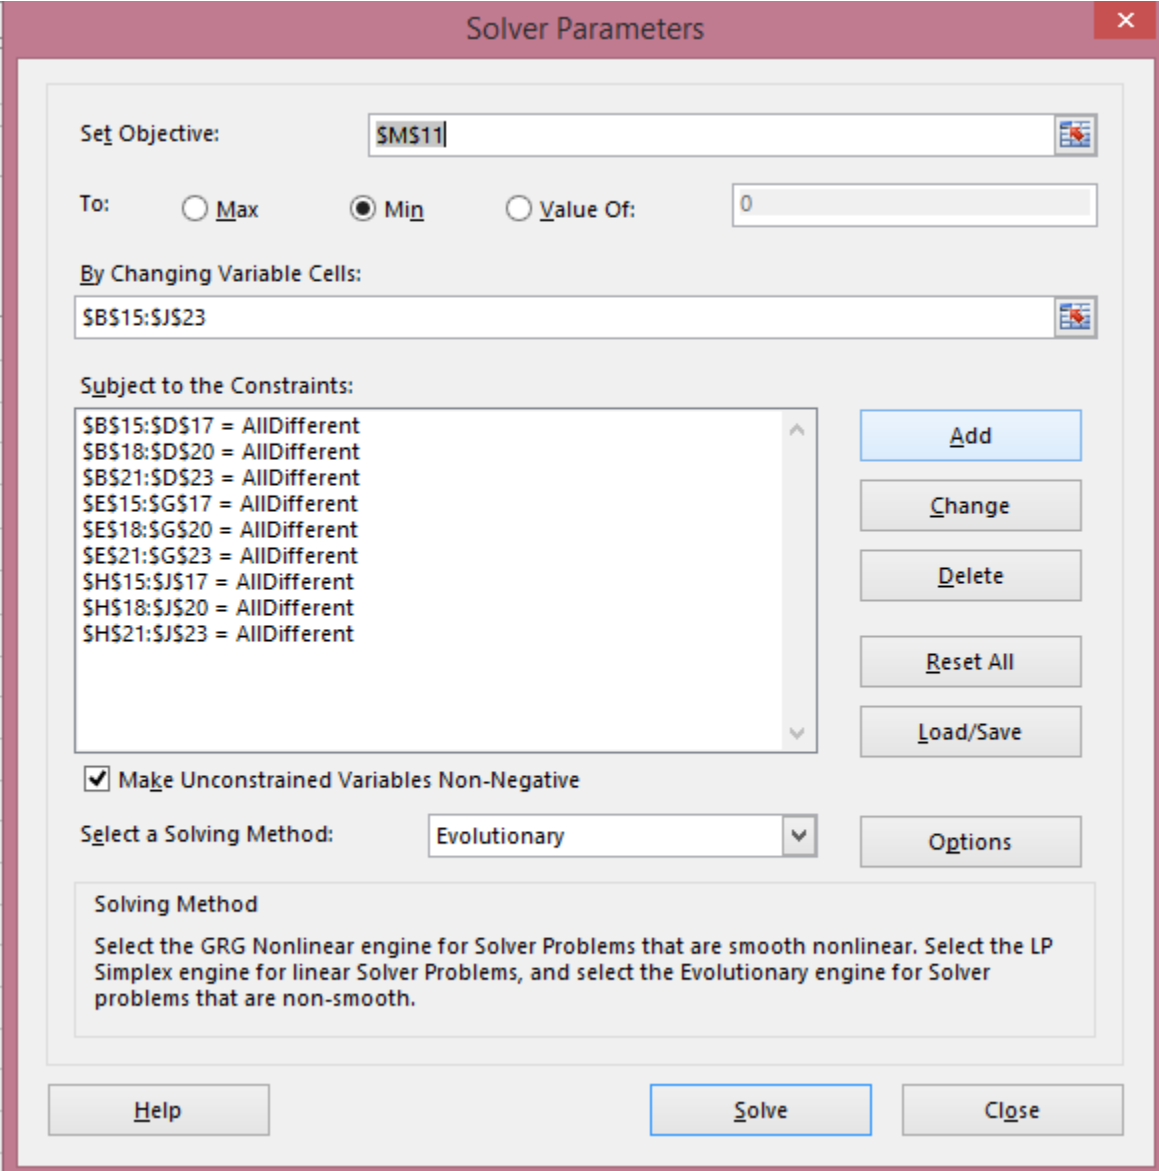 Solver Parameters
Set Objective:
$M$11
To:
Max
Min
Value Of:
0
By Changing Variable Cells:
$B$15:$J$23
Subject to the Constraints:
$B$15:$D$17 = AllDifferent
$B$18:$D$20 = AllDifferent
$B$21:$D$23 = AllDifferent
$E$15:$G$17 = AllDifferent
$E$18:$G$20 = AllDifferent
$E$21:$G$23 = AllDifferent
$H$15:$J$17 = AllDifferent
$H$18:$J$20 = AllDifferent
$H$21:$J$23 = AllDifferent
Add
Change
Delete
Reset All
Load/Save
Make Unconstrained Variables Non-Negative
Select a Solving Method:
Evolutionary
Options
Solving Method
Select the GRG Nonlinear engine for Solver Problems that are smooth nonlinear. Select the LP
Simplex engine for linear Solver Problems, and select the Evolutionary engine for Solver
problems that are non-smooth.
Help
Solve
Close